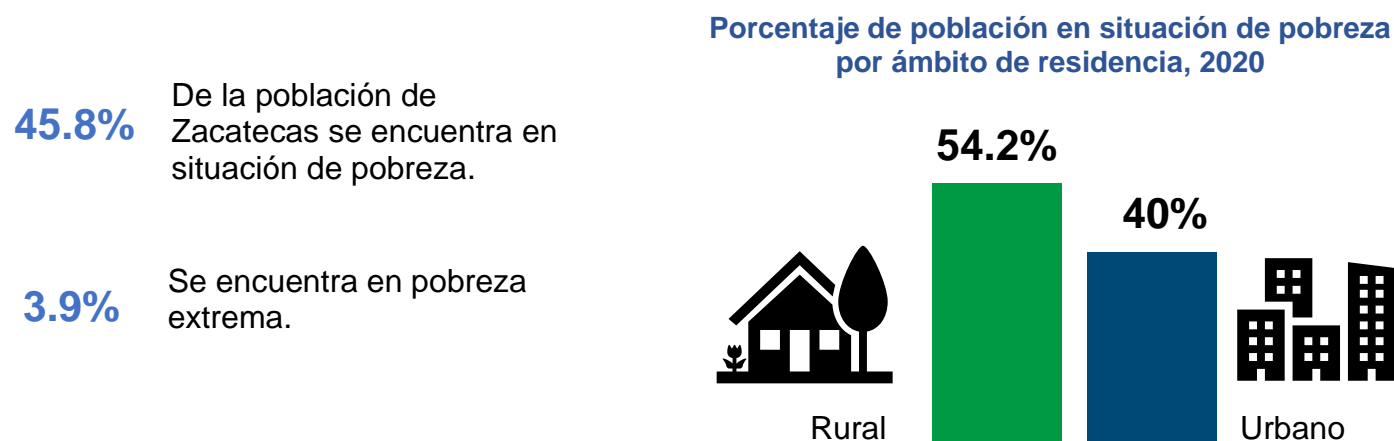 45.8%
De la población de
Zacatecas se encuentra en
situación de pobreza.
3.9%
Se encuentra en pobreza
extrema.
Porcentaje de población en situación de pobreza
por ámbito de residencia, 2020
54.2%
40%
Rural
Urbano